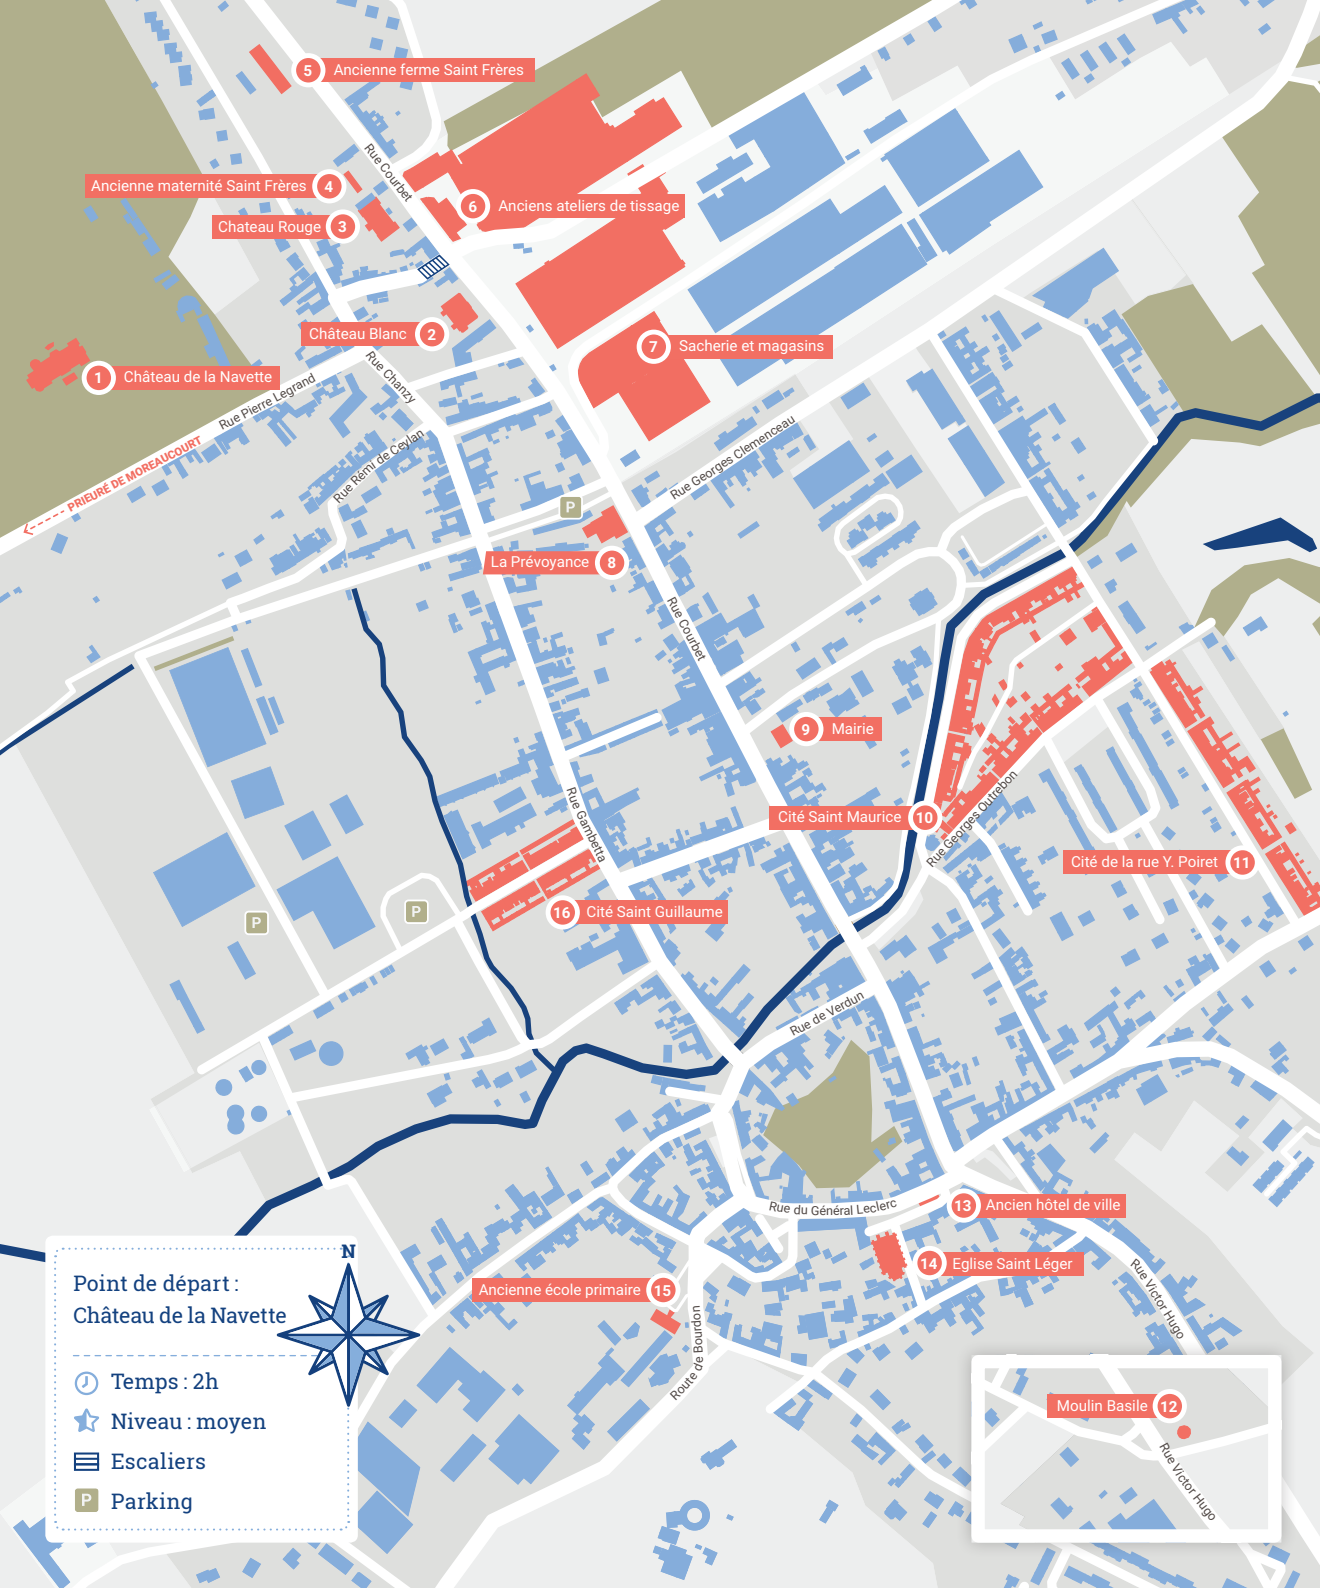 5 Ancienne ferme Saint Frères
Rue Courbet
Ancienne maternité Saint Frères 4
6 Anciens ateliers de tissage
Chateau Rouge 3
Château Blanc 2
7 Sacherie et magasins
1 Château de la Navette
Rue Pierre Legrand
Rue Chanzy
PRIEURÉ DE MOREAUCOURT
Rue Rémi de Ceylan
Rue Georges Clemenceau
P
La Prévoyance 8
Rue Courbet
9 Mairie
Cité Saint Maurice 10
Rue Georges Outrebon
Rue Gambetta
Cité de la rue Y. Poiret 11
16 Cité Saint Guillaume
P
P
Rue de Verdun
Rue du Général Leclerc
13 Ancien hôtel de ville
14 Eglise Saint Léger
Ancienne école primaire 15
Route de Bourdon
Rue Victor Hugo
Moulin Basile 12
Rue Victor Hugo
N
Point de départ :
Château de la Navette
Temps : 2h
Niveau : moyen
Escaliers
P Parking